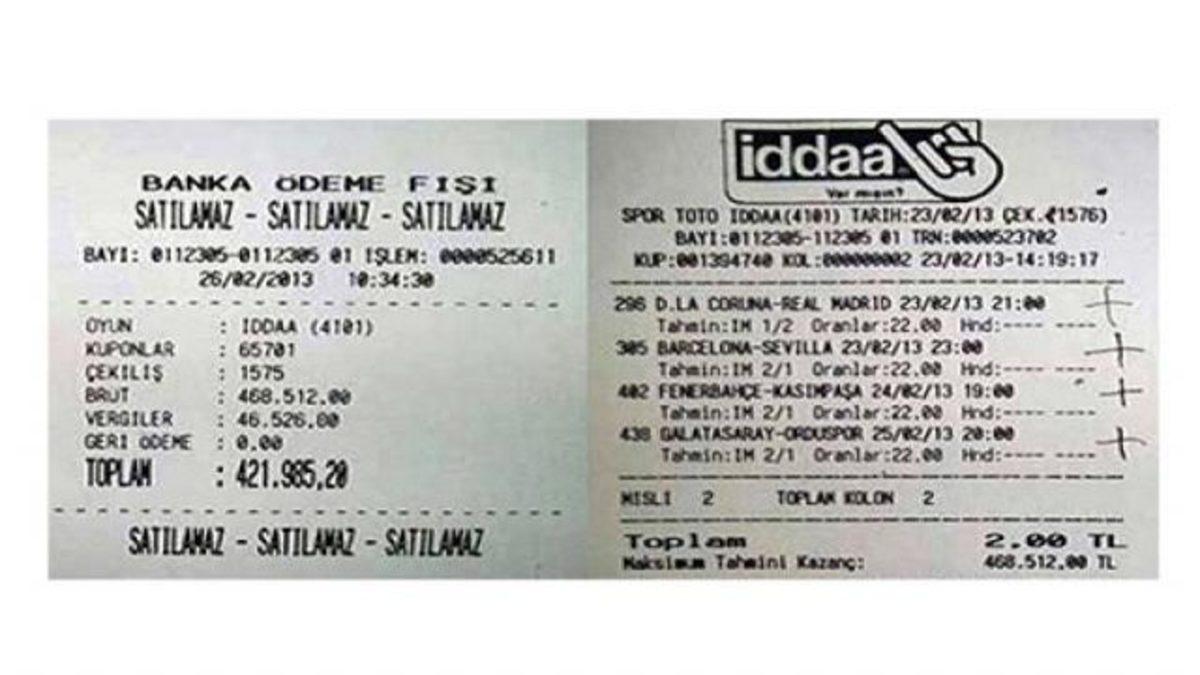 BANKA ÖDEME FIŞI
SATILAMAZ - SATILAMAZ - SATILAMAZ
BAYI: 0112305-0112305 01 IŞLEM: 0000525611
26/02/2013 10:34:30
OYUN : IDDAA (4101)
KUPONLAR : 65701
ÇEKILIŞ : 1575
BRUT : 468.512.00
VERGILER : 46.526.80
GERI ÖDEME : 0.00
TOPLAM : 421.985,20
SATILAMAZ - SATILAMAZ - SATILAMAZ
iddaa
Var mısın?
SPOR TOTO IDDAA(4101) TARIH:23/02/13 ÇEK.(1576)
BAYI:0112305-112305 01 TRN:0000523702
KUP:001394740 KOL:000000002 23/02/13-14:19:17
296 D.LA CORUNA-REAL MADRID 23/02/13 21:00
Tahmin:IM 1/2 Oranlar:22.00 Hnd:---- ----
305 BARCELONA-SEVILLA 23/02/13 23:00
Tahmin:IM 2/1 Oranlar:22.00 Hnd:---- ----
402 FENERBAHÇE-KASIMPAŞA 24/02/13 19:00
Tahmin:IM 2/1 Oranlar:22.00 Hnd:---- ----
438 GALATASARAY-ORDUSPOR 25/02/13 20:00
Tahmin:IM 2/1 Oranlar:22.00 Hnd:---- ----
MISLI 2 TOPLAM KOLON 2
Toplam 2.00 TL
Maksimum Tahmini Kazanç: 468.512,00 TL